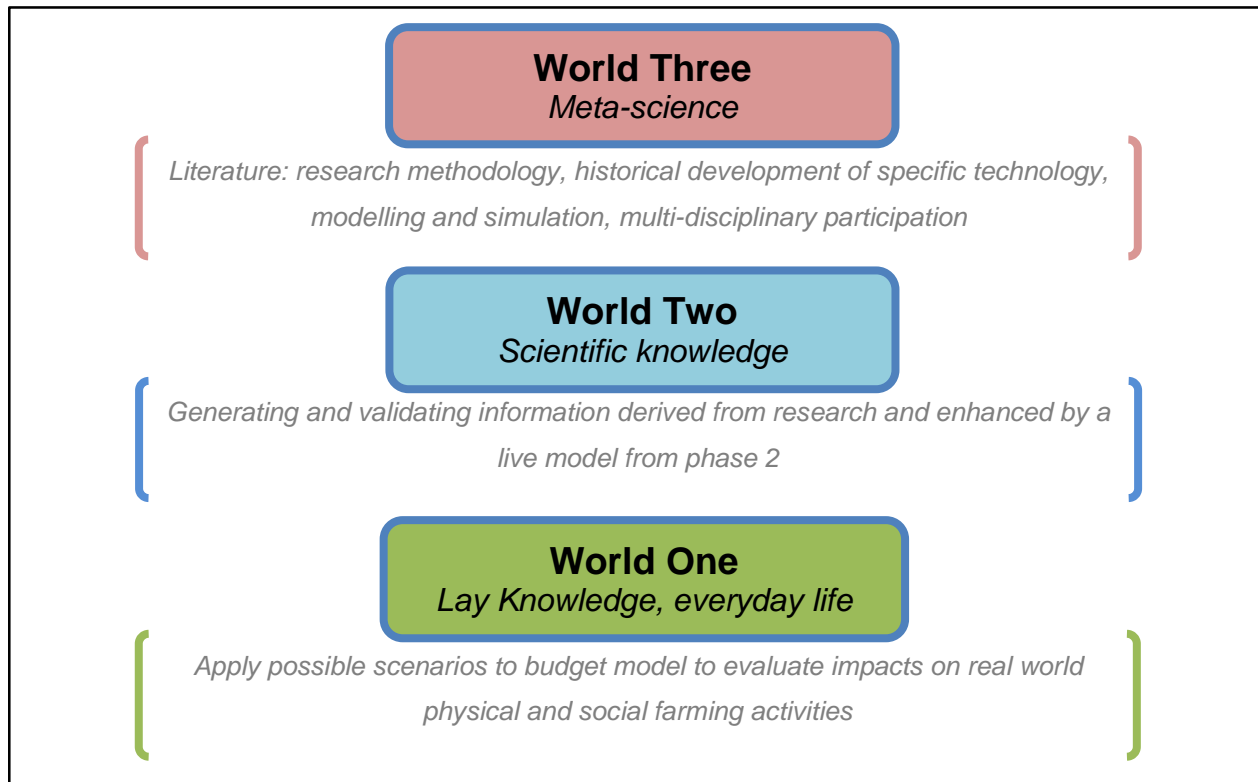 World Three
Meta-science
Literature: research methodology, historical development of specific technology,
modelling and simulation, multi-disciplinary participation
World Two
Scientific knowledge
Generating and validating information derived from research and enhanced by a
live model from phase 2
World One
Lay Knowledge, everyday life
Apply possible scenarios to budget model to evaluate impacts on real world
physical and social farming activities